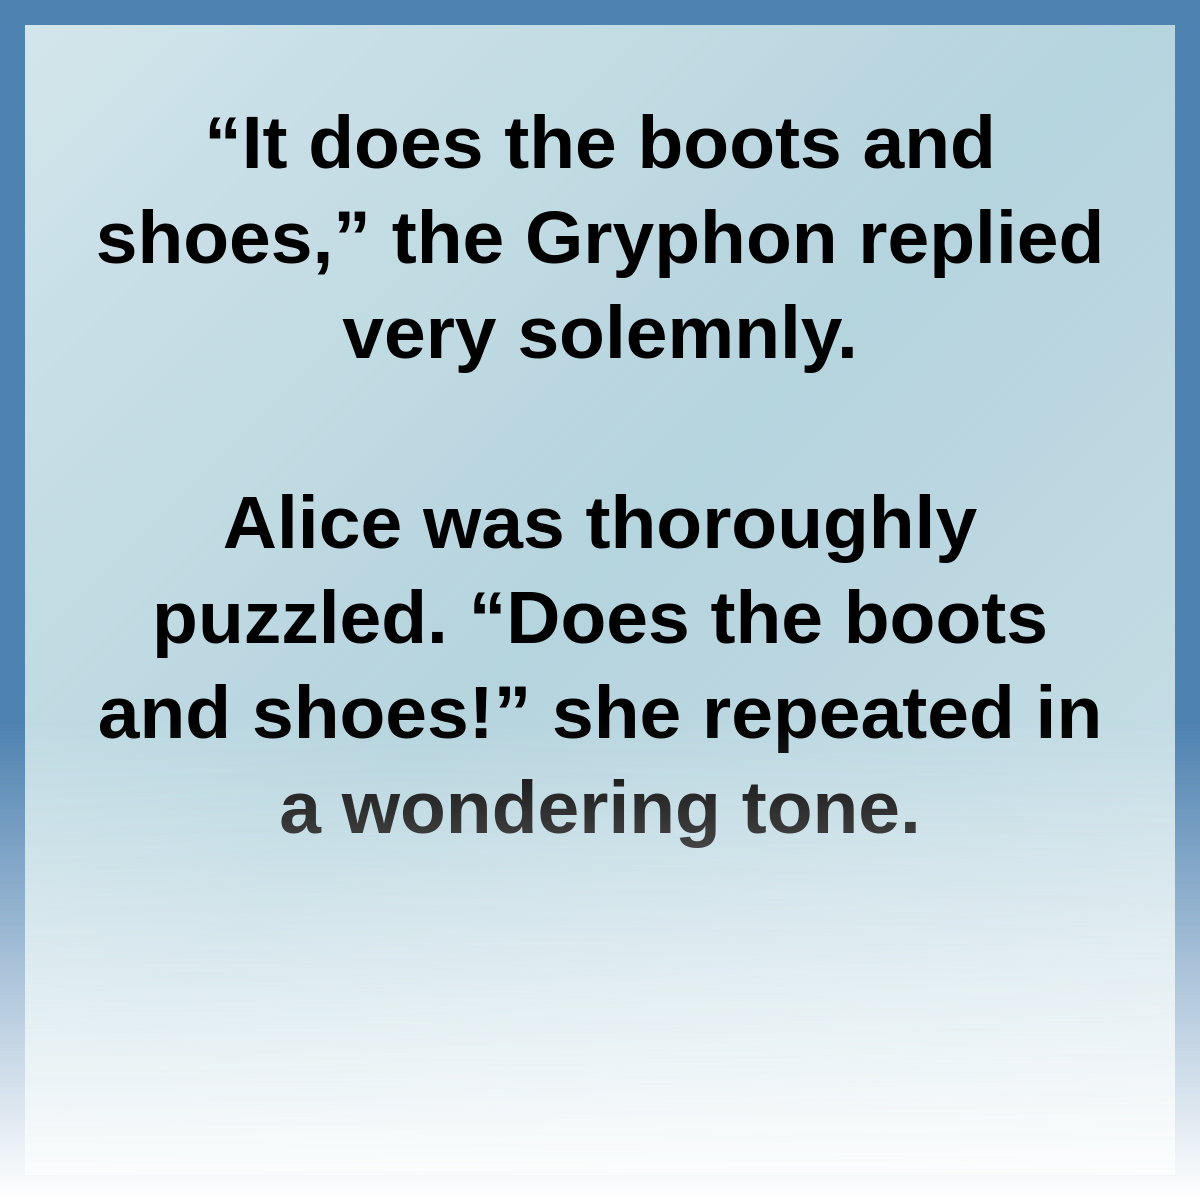 “It does the boots and
shoes,” the Gryphon replied
very solemnly.
Alice was thoroughly
puzzled. “Does the boots
and shoes!” she repeated in
a wondering tone.